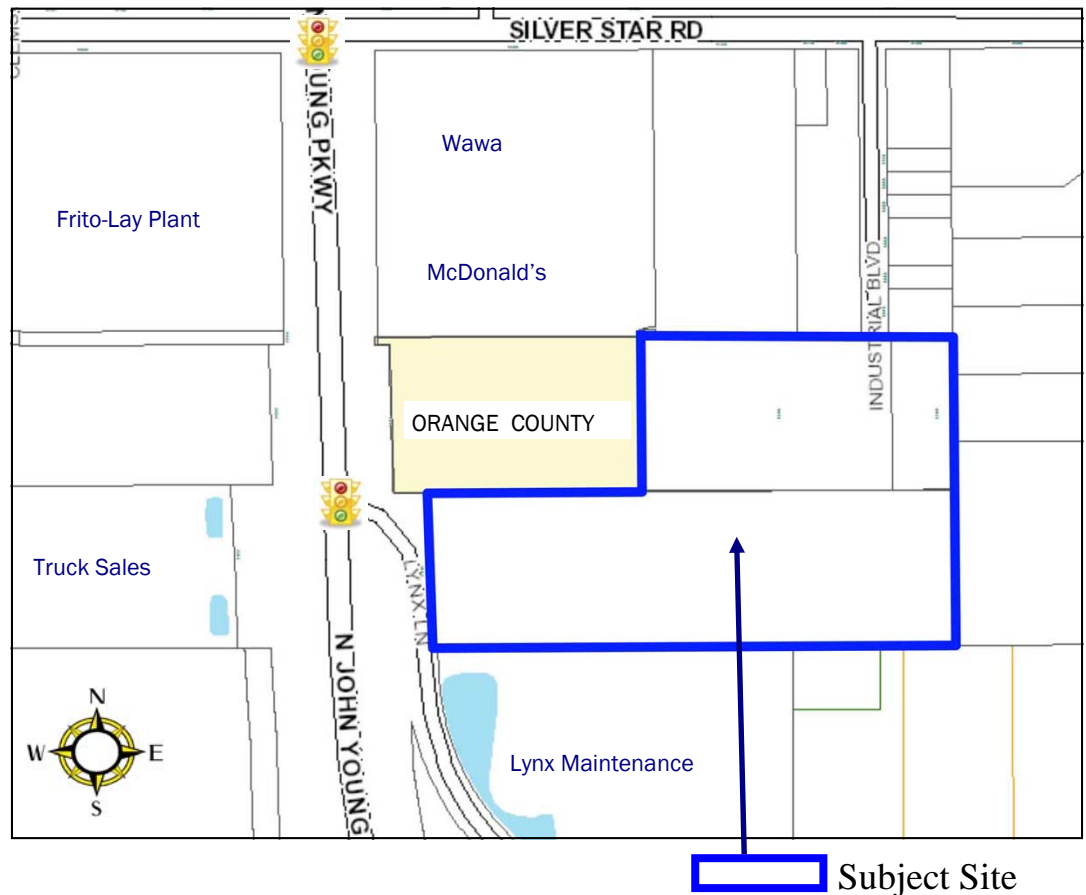 SILVER STAR RD
UNG PKWY
Wawa
Frito-Lay Plant
McDonald's
INDUSTRIAL BLVD
ORANGE COUNTY
Truck Sales
LYNX LN
N JOHN YOUNG
N
W E
S
Lynx Maintenance
Subject Site